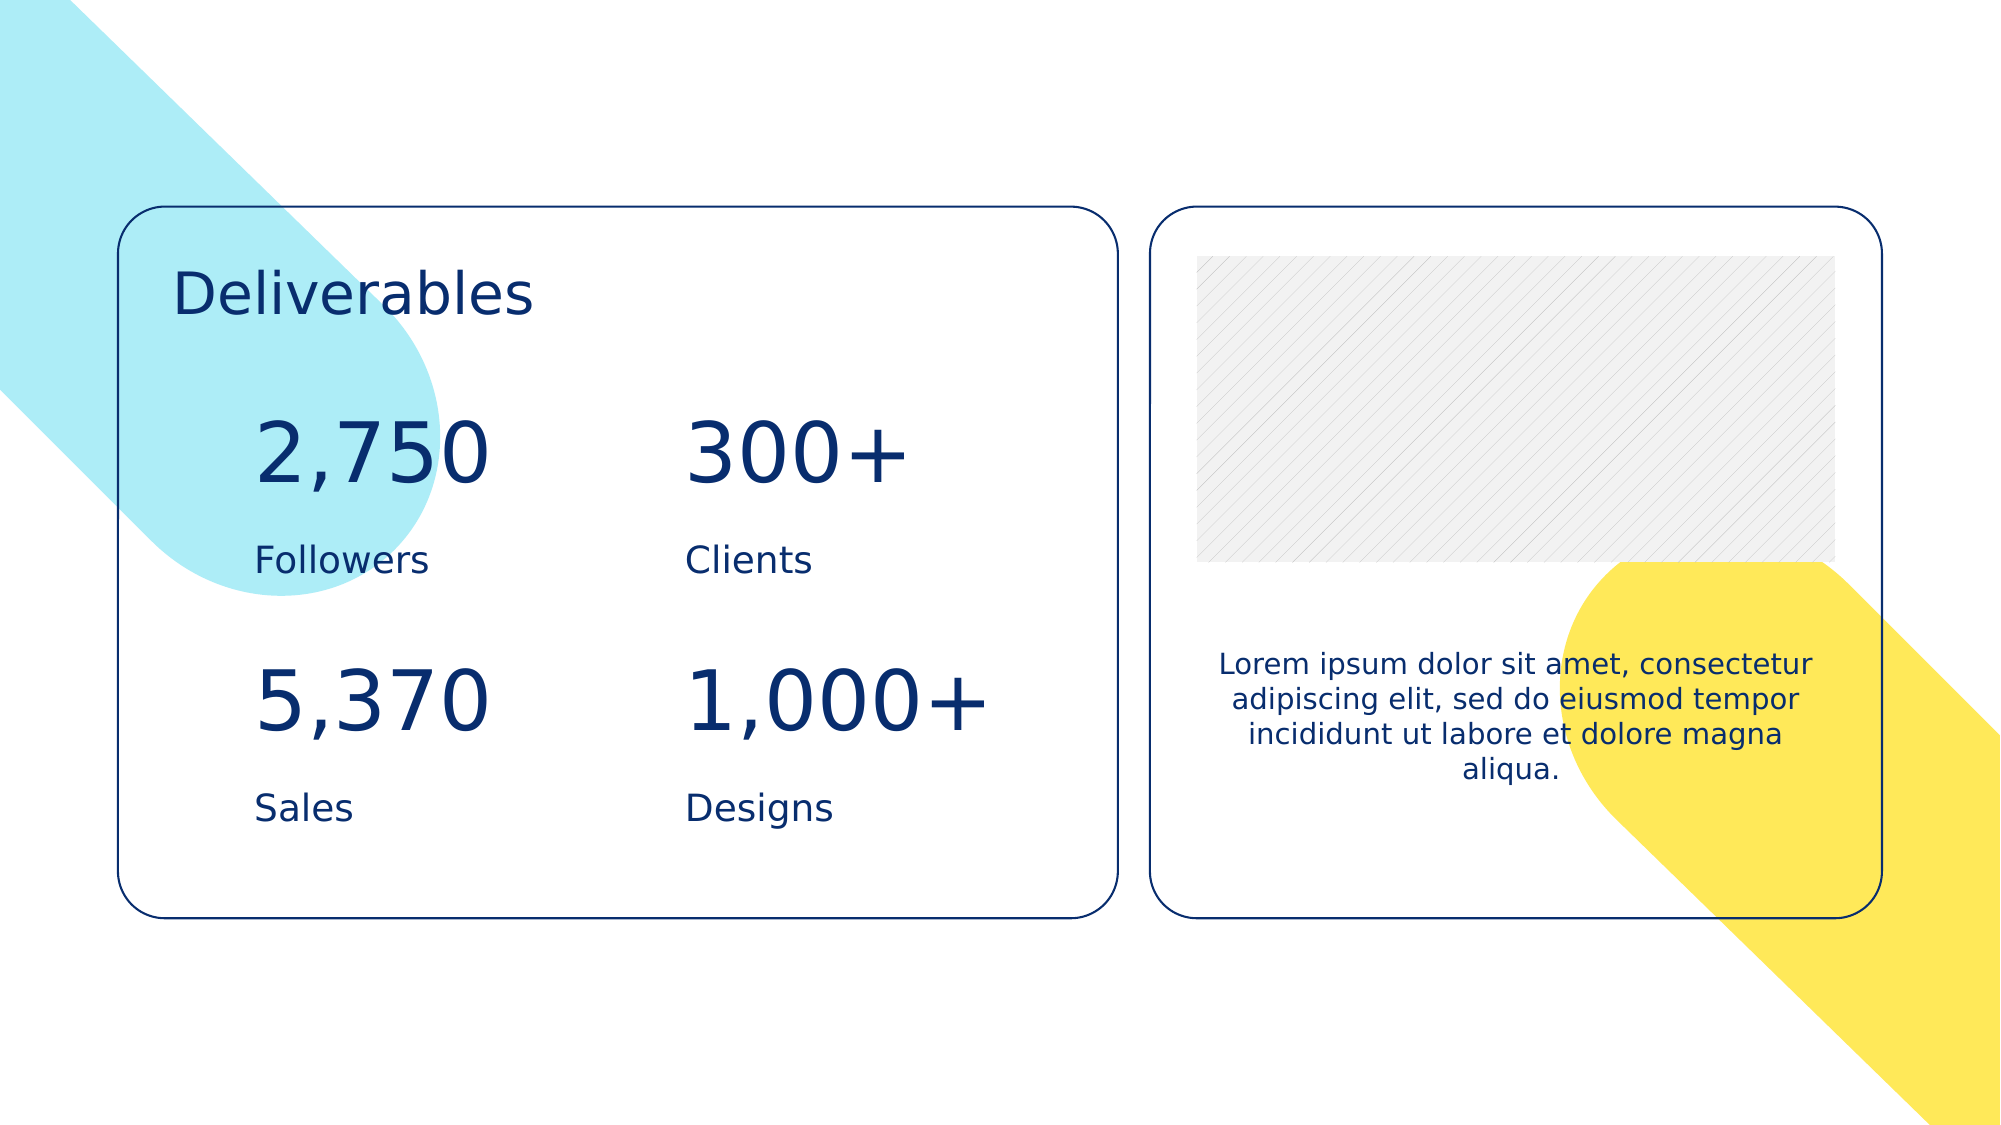 Deliverables
2,750
300+
Followers
Clients
5,370
1,000+
Sales
Designs
Lorem ipsum dolor sit amet, consectetur
adipiscing elit, sed do eiusmod tempor
incididunt ut labore et dolore magna
aliqua.